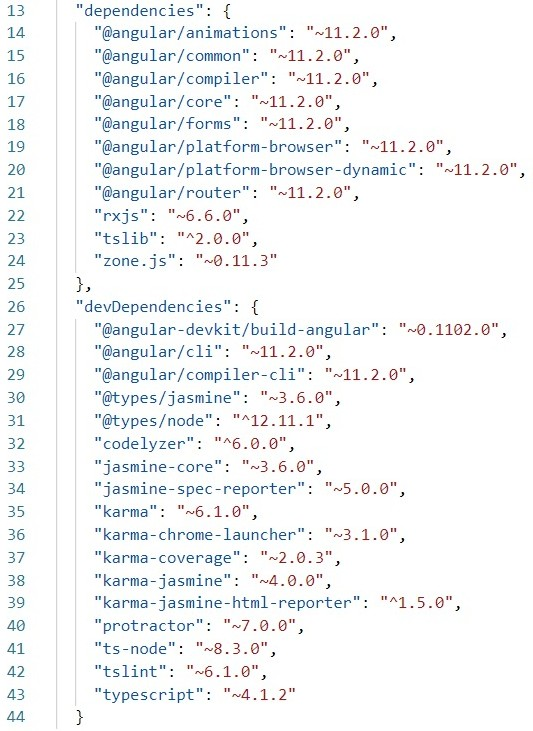 13 "dependencies": {
14 "@angular/animations": "~11.2.0",
15 "@angular/common": "~11.2.0",
16 "@angular/compiler": "~11.2.0",
17 "@angular/core": "~11.2.0",
18 "@angular/forms": "~11.2.0",
19 "@angular/platform-browser": "~11.2.0",
20 "@angular/platform-browser-dynamic": "~11.2.0",
21 "@angular/router": "~11.2.0",
22 "rxjs": "~6.6.0",
23 "tslib": "^2.0.0",
24 "zone.js": "~0.11.3"
25 },
26 "devDependencies": {
27 "@angular-devkit/build-angular": "~0.1102.0",
28 "@angular/cli": "~11.2.0",
29 "@angular/compiler-cli": "~11.2.0",
30 "@types/jasmine": "~3.6.0",
31 "@types/node": "^12.11.1",
32 "codelyzer": "^6.0.0",
33 "jasmine-core": "~3.6.0",
34 "jasmine-spec-reporter": "~5.0.0",
35 "karma": "~6.1.0",
36 "karma-chrome-launcher": "~3.1.0",
37 "karma-coverage": "~2.0.3",
38 "karma-jasmine": "~4.0.0",
39 "karma-jasmine-html-reporter": "^1.5.0",
40 "protractor": "~7.0.0",
41 "ts-node": "~8.3.0",
42 "tslint": "~6.1.0",
43 "typescript": "~4.1.2"
44 }